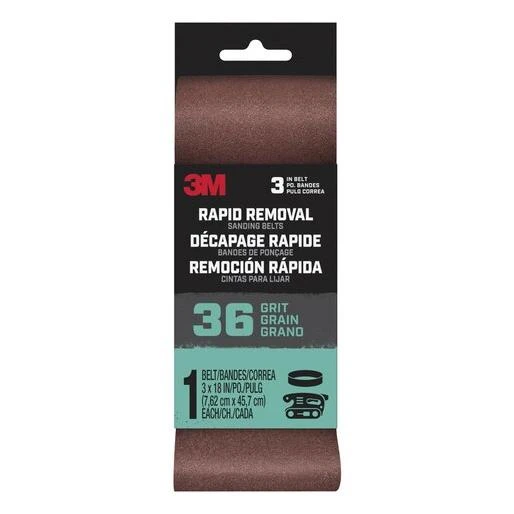 3M
3 IN BELT
PO. BANDES
PULG CORREA
RAPID REMOVAL
SANDING BELTS
DÉCAPAGE RAPIDE
BANDES DE PONÇAGE
REMOCIÓN RÁPIDA
CINTAS PARA LIJAR
36 GRIT
GRAIN
GRANO
1 BELT/BANDES/CORREA
3 x 18 IN/PO./PULG
(7,62 cm x 45,7 cm)
EACH/CH./CADA